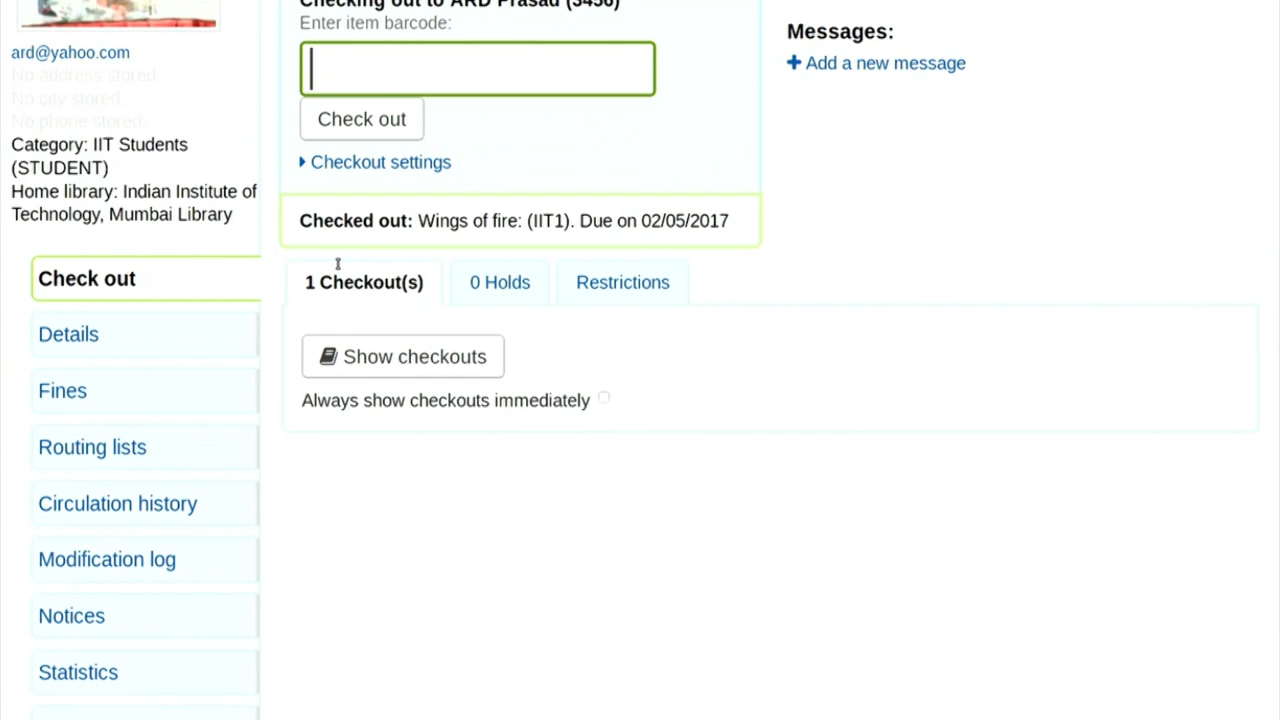 Checking out to ARD Prasad (3456)
Enter item barcode:
Check out
Checkout settings
Checked out: Wings of fire: (IIT1). Due on 02/05/2017
1 Checkout(s)
0 Holds
Restrictions
Show checkouts
Always show checkouts immediately
Messages:
+ Add a new message
ard@yahoo.com
No address stored
No city stored.
No phone stored.
Category: IIT Students
(STUDENT)
Home library: Indian Institute of
Technology, Mumbai Library
Check out
Details
Fines
Routing lists
Circulation history
Modification log
Notices
Statistics